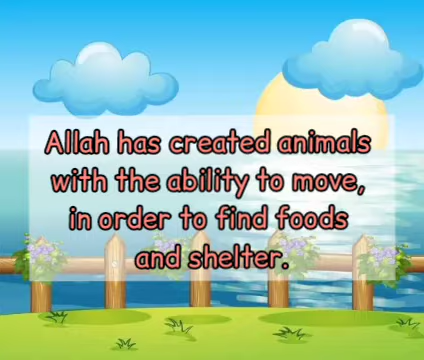 Allah has created animals
with the ability to move,
in order to find foods
and shelter.